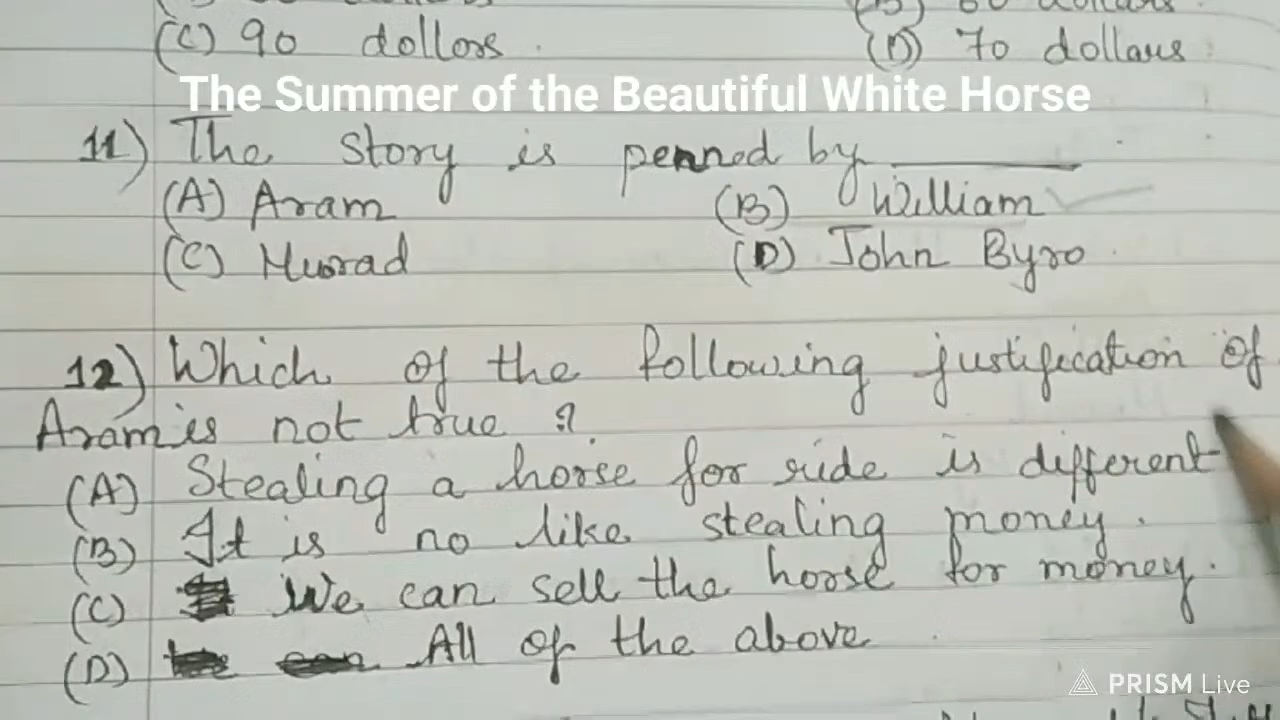 (C) 90 dollors.
(D) 70 dollars
The Summer of the Beautiful White Horse
11) The story is penned by ______
(A) Aram (B) William
(C) Murad (D) John Byro
12) Which of the following justification of
Aram is not true ?
(A) Stealing a horse for ride is different
(B) It is no like stealing money.
(C) We can sell the horse for money.
(D) All of the above
PRISM Live